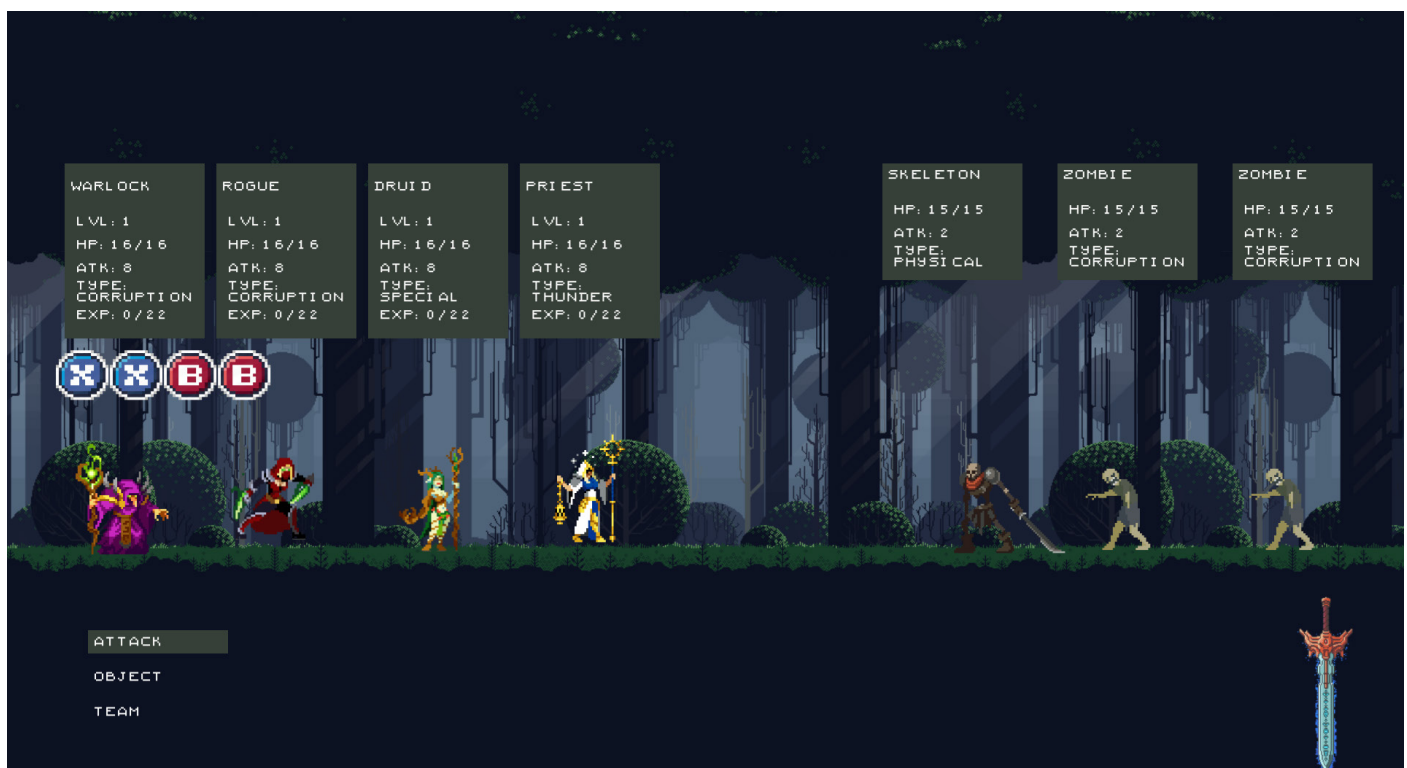 WARLOCK
LVL: 1
HP: 16/16
ATK: 8
TYPE:
CORRUPTION
EXP: 0/22
ROGUE
LVL: 1
HP: 16/16
ATK: 8
TYPE:
CORRUPTION
EXP: 0/22
DRUID
LVL: 1
HP: 16/16
ATK: 8
TYPE:
SPECIAL
EXP: 0/22
PRIEST
LVL: 1
HP: 16/16
ATK: 8
TYPE:
THUNDER
EXP: 0/22
SKELETON
HP: 15/15
ATK: 2
TYPE:
PHYSICAL
ZOMBIE
HP: 15/15
ATK: 2
TYPE:
CORRUPTION
ZOMBIE
HP: 15/15
ATK: 2
TYPE:
CORRUPTION
X X B B
ATTACK
OBJECT
TEAM